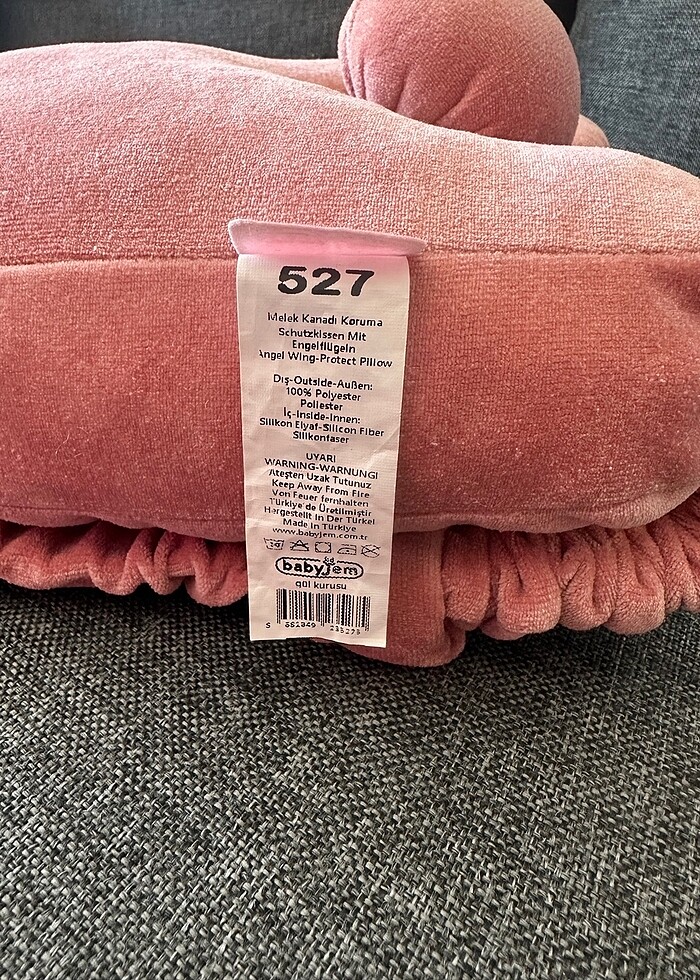 527
Melek Kanadı Koruma
Schutzkissen Mit
Engelflügeln
Angel Wing-Protect Pillow
Dış-Outside-Außen:
100% Polyester
Poliester
İç-Inside-Innen:
Silikon Elyaf-Silicon Fiber
Silikonfaser
UYARI
WARNING-WARNUNG!
Ateşten Uzak Tutunuz
Keep Away From Fire
Von Feuer fernhalten
Türkiye'de Üretilmiştir
Hergestellt In Der Türkei
Made In Türkiye
www.babyjem.com.tr
babyjem
gül kurusu